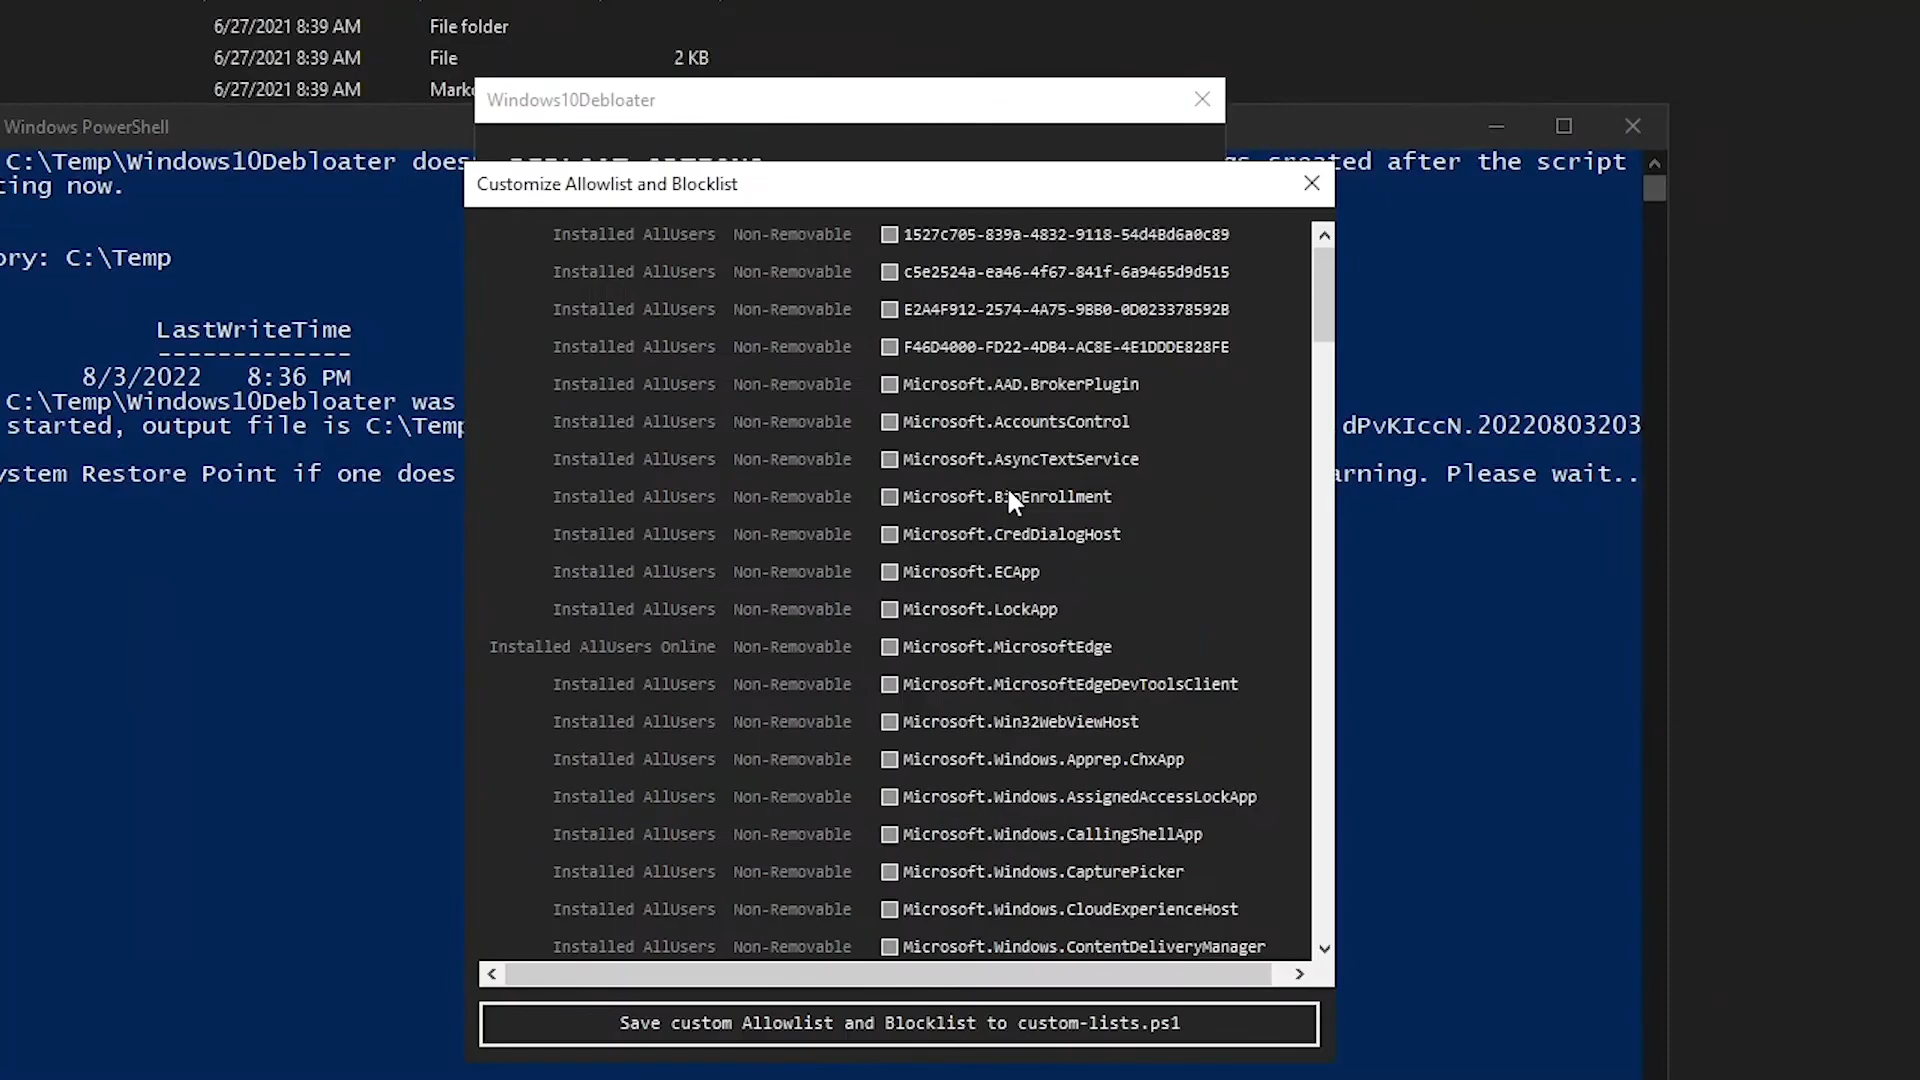 6/27/2021 8:39 AM File folder
6/27/2021 8:39 AM File 2 KB
6/27/2021 8:39 AM Marke
Windows10Debloater
Windows PowerShell
C:\Temp\Windows10Debloater does created after the script
ting now.
Customize Allowlist and Blocklist
Installed AllUsers Non-Removable 1527c705-839a-4832-9118-54d4Bd6a0c89
Installed AllUsers Non-Removable c5e2524a-ea46-4f67-841f-6a9465d9d515
ory: C:\Temp
Installed AllUsers Non-Removable E2A4F912-2574-4A75-9BB0-0D023378592B
LastWriteTime
-------------
Installed AllUsers Non-Removable F46D4000-FD22-4DB4-AC8E-4E1DDDE828FE
8/3/2022 8:36 PM
Installed AllUsers Non-Removable Microsoft.AAD.BrokerPlugin
C:\Temp\Windows10Debloater was
started, output file is C:\Temp dPvKIccN.20220803203
Installed AllUsers Non-Removable Microsoft.AccountsControl
Installed AllUsers Non-Removable Microsoft.AsyncTextService
ystem Restore Point if one does arning. Please wait..
Installed AllUsers Non-Removable Microsoft.BioEnrollment
Installed AllUsers Non-Removable Microsoft.CredDialogHost
Installed AllUsers Non-Removable Microsoft.ECApp
Installed AllUsers Non-Removable Microsoft.LockApp
Installed AllUsers Online Non-Removable Microsoft.MicrosoftEdge
Installed AllUsers Non-Removable Microsoft.MicrosoftEdgeDevToolsClient
Installed AllUsers Non-Removable Microsoft.Win32WebViewHost
Installed AllUsers Non-Removable Microsoft.Windows.Apprep.ChxApp
Installed AllUsers Non-Removable Microsoft.Windows.AssignedAccessLockApp
Installed AllUsers Non-Removable Microsoft.Windows.CallingShellApp
Installed AllUsers Non-Removable Microsoft.Windows.CapturePicker
Installed AllUsers Non-Removable Microsoft.Windows.CloudExperienceHost
Installed AllUsers Non-Removable Microsoft.Windows.ContentDeliveryManager
Save custom Allowlist and Blocklist to custom-lists.ps1